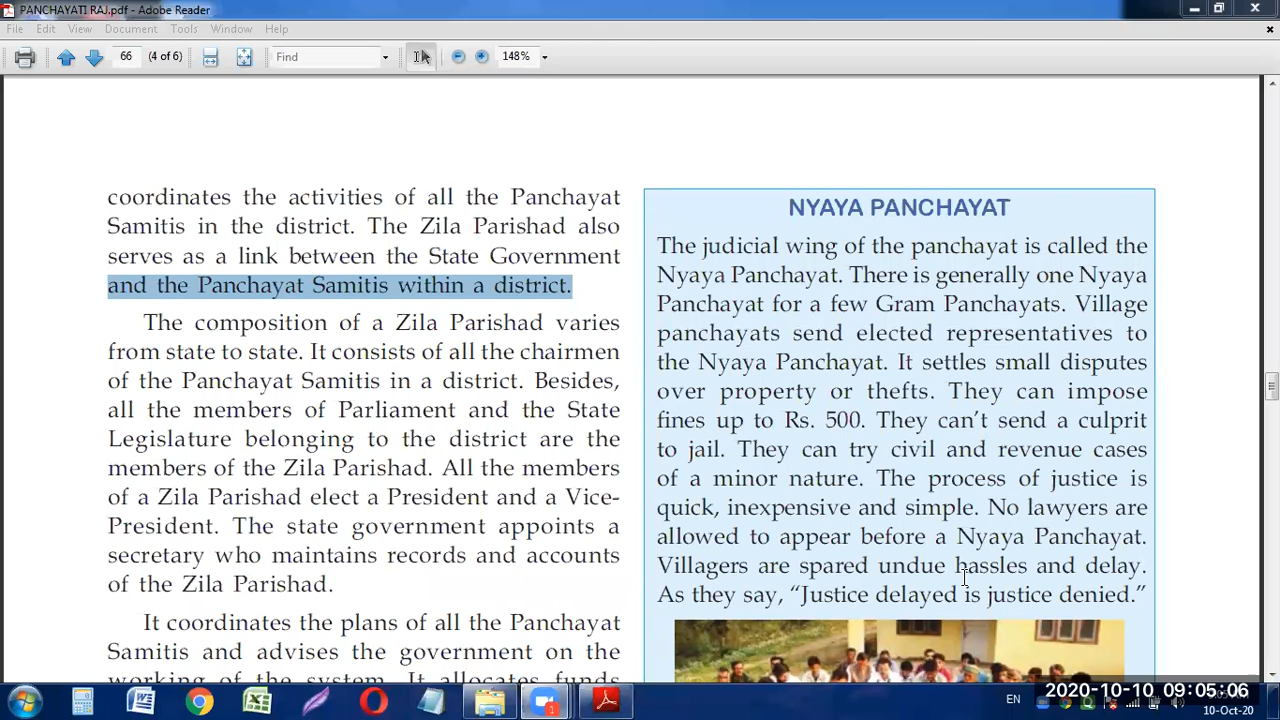 PANCHAYATI RAJ.pdf - Adobe Reader
File Edit View Document Tools Window Help
66 (4 of 6) Find 148%
coordinates the activities of all the Panchayat
Samitis in the district. The Zila Parishad also
serves as a link between the State Government
and the Panchayat Samitis within a district.
The composition of a Zila Parishad varies
from state to state. It consists of all the chairmen
of the Panchayat Samitis in a district. Besides,
all the members of Parliament and the State
Legislature belonging to the district are the
members of the Zila Parishad. All the members
of a Zila Parishad elect a President and a Vice-
President. The state government appoints a
secretary who maintains records and accounts
of the Zila Parishad.
It coordinates the plans of all the Panchayat
Samitis and advises the government on the
working of the system. It allocates funds
NYAYA PANCHAYAT
The judicial wing of the panchayat is called the
Nyaya Panchayat. There is generally one Nyaya
Panchayat for a few Gram Panchayats. Village
panchayats send elected representatives to
the Nyaya Panchayat. It settles small disputes
over property or thefts. They can impose
fines up to Rs. 500. They can't send a culprit
to jail. They can try civil and revenue cases
of a minor nature. The process of justice is
quick, inexpensive and simple. No lawyers are
allowed to appear before a Nyaya Panchayat.
Villagers are spared undue hassles and delay.
As they say, “Justice delayed is justice denied.”
EN
2020-10-10 09:05:06
10-Oct-20